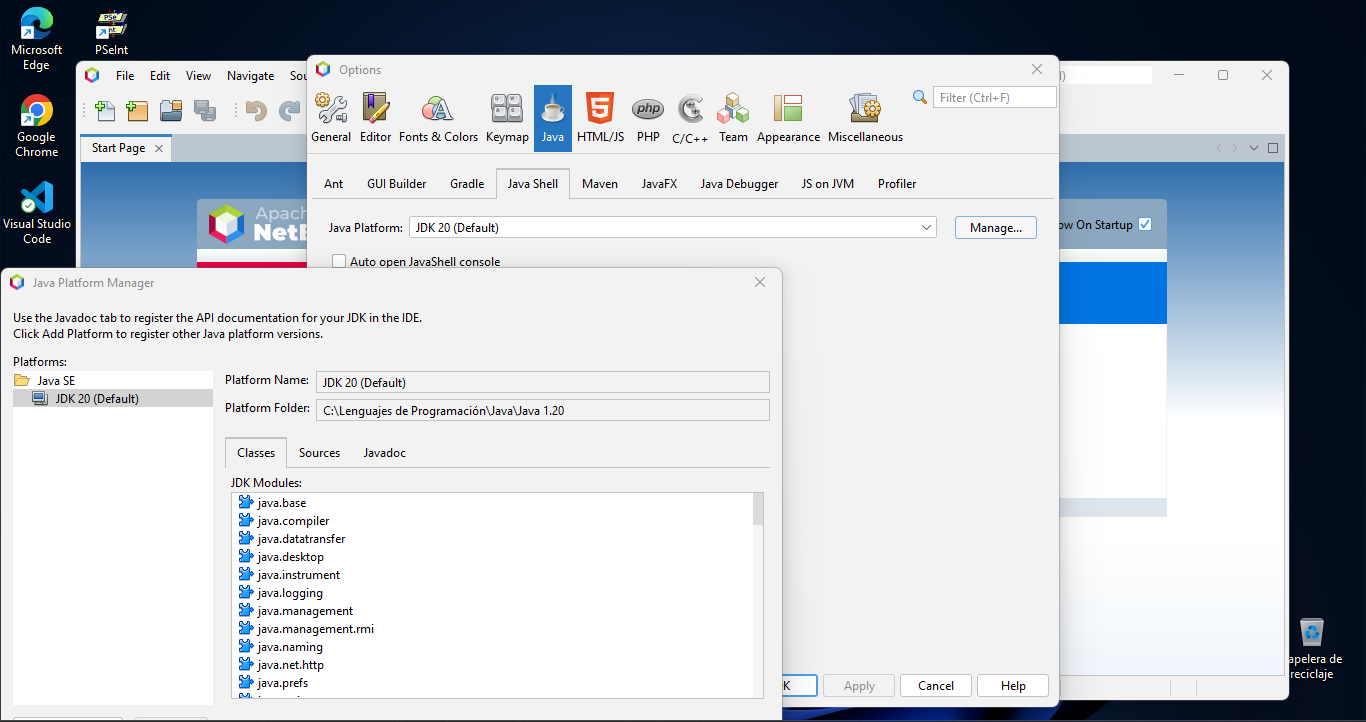 Microsoft
Edge
PSeInt
Google
Chrome
Visual Studio
Code
File Edit View Navigate
Start Page
Show On Startup
Options
General Editor Fonts & Colors Keymap Java HTML/JS PHP C/C++ Team Appearance Miscellaneous
Filter (Ctrl+F)
Ant GUI Builder Gradle Java Shell Maven JavaFX Java Debugger JS on JVM Profiler
Java Platform: JDK 20 (Default) Manage...
Auto open JavaShell console
Java Platform Manager
Use the Javadoc tab to register the API documentation for your JDK in the IDE.
Click Add Platform to register other Java platform versions.
Platforms:
Java SE
JDK 20 (Default)
Platform Name: JDK 20 (Default)
Platform Folder: C:\Lenguajes de Programación\Java\Java 1.20
Classes Sources Javadoc
JDK Modules:
java.base
java.compiler
java.datatransfer
java.desktop
java.instrument
java.logging
java.management
java.management.rmi
java.naming
java.net.http
java.prefs
Apply Cancel Help
apelera de
reciclaje